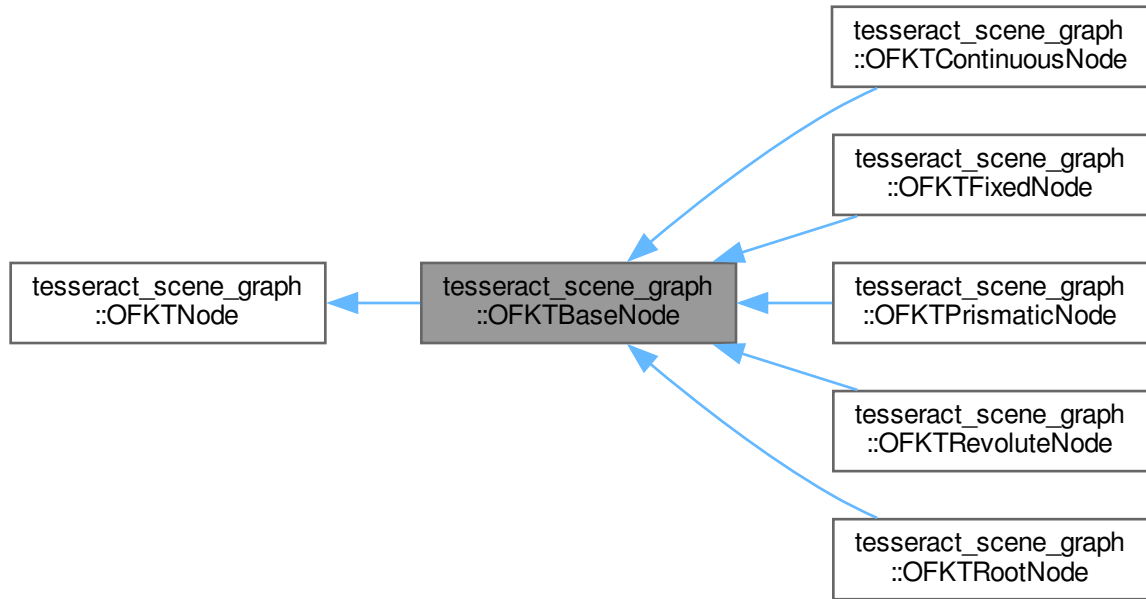 tesseract_scene_graph
::OFKTNode
tesseract_scene_graph
::OFKTBaseNode
tesseract_scene_graph
::OFKTContinuousNode
tesseract_scene_graph
::OFKTFixedNode
tesseract_scene_graph
::OFKTPrismaticNode
tesseract_scene_graph
::OFKTRevoluteNode
tesseract_scene_graph
::OFKTRootNode